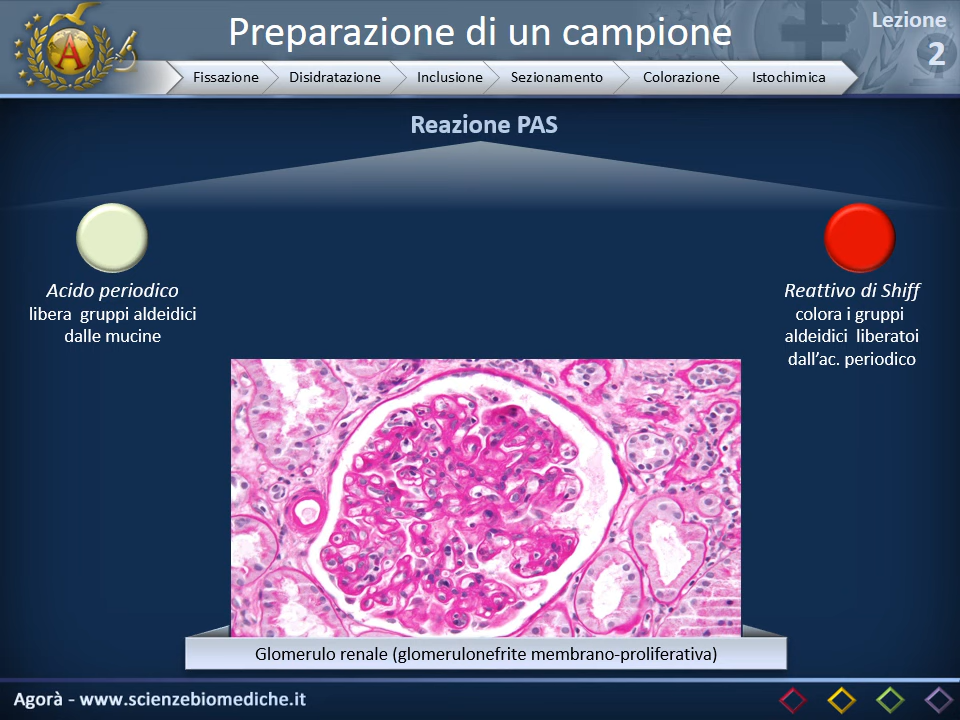 Preparazione di un campione
Lezione
2
A
Fissazione Disidratazione Inclusione Sezionamento Colorazione Istochimica
Reazione PAS
Acido periodico
libera gruppi aldeidici
dalle mucine
Reattivo di Shiff
colora i gruppi
aldeidici liberatoi
dall’ac. periodico
Glomerulo renale (glomerulonefrite membrano-proliferativa)
Agorà - www.scienzebiomediche.it